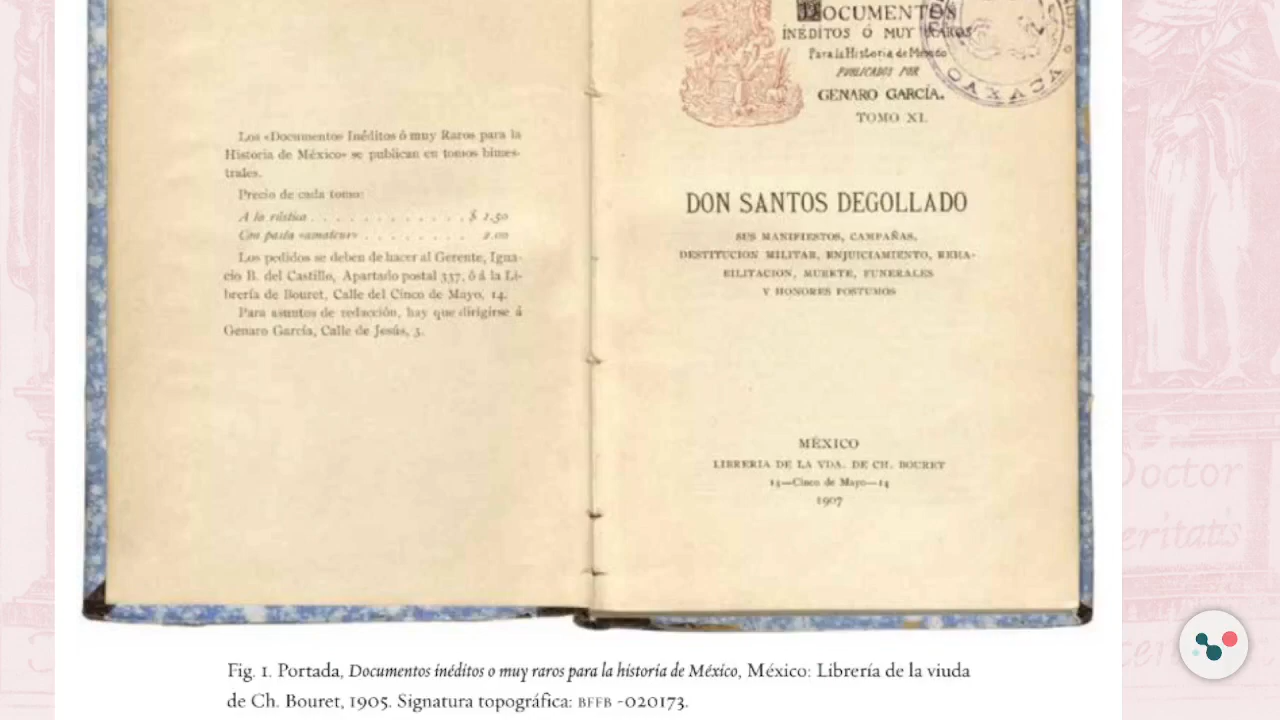 Los «Documentos Inéditos ó muy Raros para la
Historia de México» se publican en tomos bimes-
trales.
Precio de cada tomo:
A la rústica . . . . . . . . . . . . $ 1.50
Con pasta «amateur» . . . . . . . . 2.00
Los pedidos se deben de hacer al Gerente, Igna-
cio B. del Castillo, Apartado postal 337, ó á la Li-
brería de Bouret, Calle del Cinco de Mayo, 14.
Para asuntos de redacción, hay que dirigirse á
Genaro García, Calle de Jesús, 3.
DOCUMENTOS
INÉDITOS Ó MUY RAROS
Para la Historia de México
PUBLICADOS POR
GENARO GARCÍA.
TOMO XI.
OAXACA
DON SANTOS DEGOLLADO
SUS MANIFIESTOS, CAMPAÑAS,
DESTITUCION MILITAR, ENJUICIAMIENTO, REHA-
BILITACION, MUERTE, FUNERALES
Y HONORES POSTUMOS
MÉXICO
LIBRERIA DE LA VDA. DE CH. BOURET
14—Cinco de Mayo—14
1907
Fig. 1. Portada, Documentos inéditos o muy raros para la historia de México, México: Librería de la viuda
de Ch. Bouret, 1905. Signatura topográfica: BFFB -020173.
Doctor
eritatis